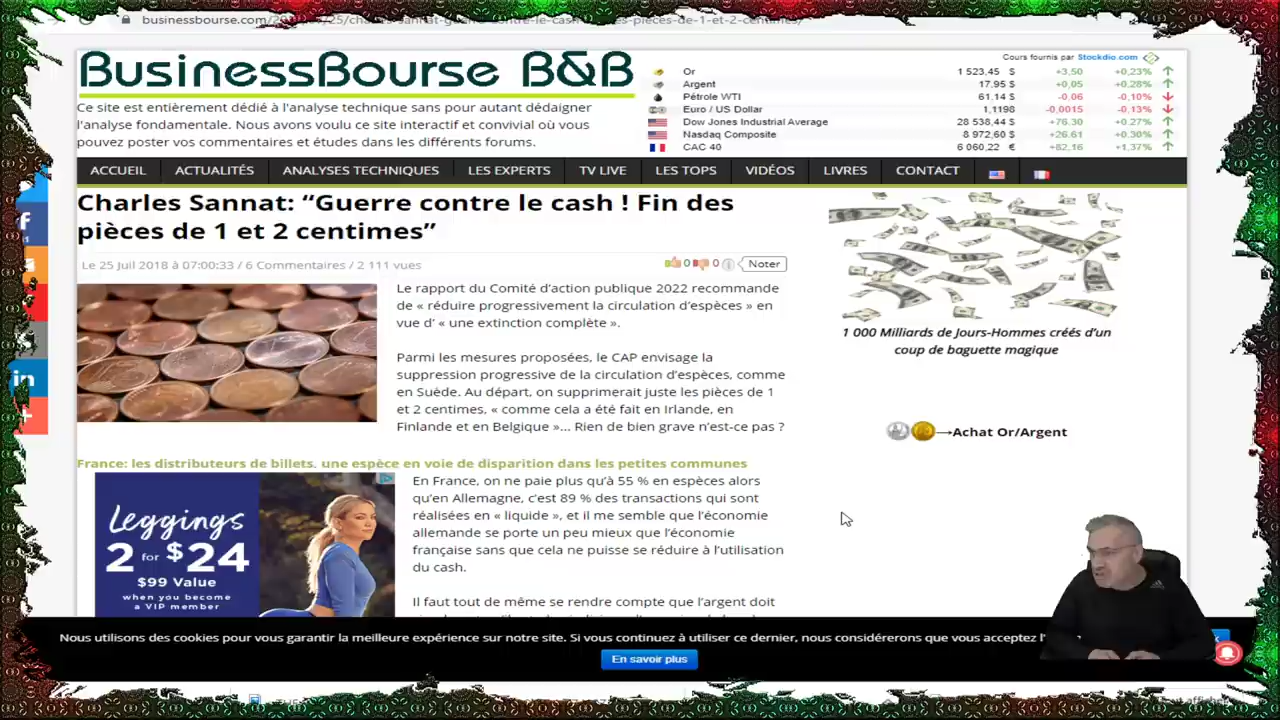 businessbourse.com/
BusinessBourse B&B
Ce site est entièrement dédié à l'analyse technique sans pour autant dédaigner
l'analyse fondamentale. Nous avons voulu ce site interactif et convivial où vous
pouvez poster vos commentaires et études dans les différents forums.
Cours fournis par Stockdio.com
Or 1 523,45 $ +3,50 +0,23%
Argent 17,95 $ +0,05 +0,28%
Pétrole WTI 61,14 $ -0,06 -0,10%
Euro / US Dollar 1,1198 -0,0015 -0,13%
Dow Jones Industrial Average 28 538,44 $ +76,30 +0,27%
Nasdaq Composite 8 972,60 $ +26,61 +0,30%
CAC 40 6 060,22 € +82,16 +1,37%
ACCUEIL ACTUALITÉS ANALYSES TECHNIQUES LES EXPERTS TV LIVE LES TOPS VIDÉOS LIVRES CONTACT
Charles Sannat: “Guerre contre le cash ! Fin des
pièces de 1 et 2 centimes”
Le 25 Juil 2018 à 07:00:33 / 6 Commentaires / 2 111 vues
0 0 Noter
Le rapport du Comité d’action publique 2022 recommande
de « réduire progressivement la circulation d’espèces » en
vue d’ « une extinction complète ».
Parmi les mesures proposées, le CAP envisage la
suppression progressive de la circulation d’espèces, comme
en Suède. Au départ, on supprimerait juste les pièces de 1
et 2 centimes, « comme cela a été fait en Irlande, en
Finlande et en Belgique »… Rien de bien grave n’est-ce pas ?
1 000 Milliards de Jours-Hommes créés d’un
coup de baguette magique
→Achat Or/Argent
France: les distributeurs de billets, une espèce en voie de disparition dans les petites communes
Leggings
2 for $24
$99 Value
when you become
a VIP member
En France, on ne paie plus qu’à 55 % en espèces alors
qu’en Allemagne, c’est 89 % des transactions qui sont
réalisées en « liquide », et il me semble que l’économie
allemande se porte un peu mieux que l’économie
française sans que cela ne puisse se réduire à l’utilisation
du cash.
Il faut tout de même se rendre compte que l’argent doit
in
Nous utilisons des cookies pour vous garantir la meilleure expérience sur notre site. Si vous continuez à utiliser ce dernier, nous considérerons que vous acceptez l'
En savoir plus